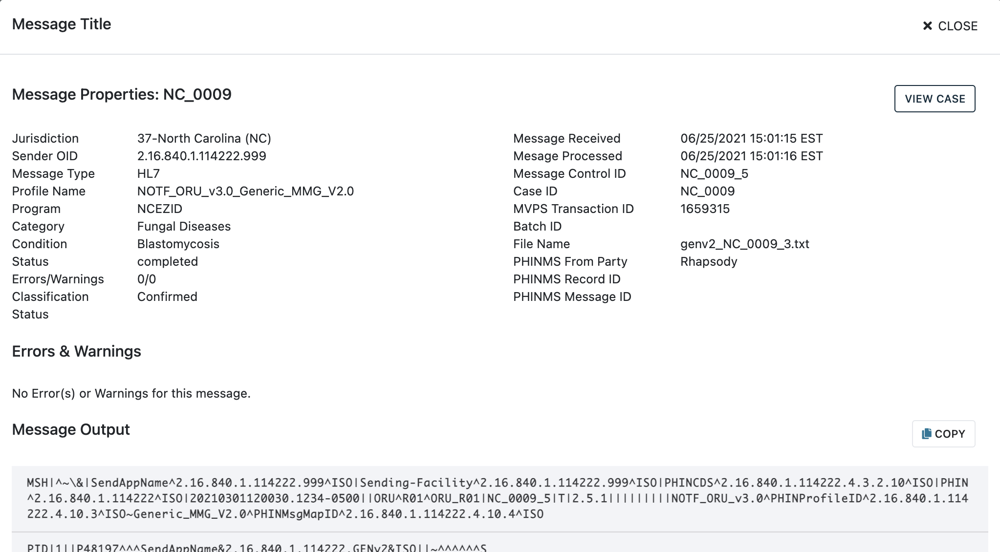 Message Title
CLOSE
Message Properties: NC_0009
VIEW CASE
Jurisdiction 37-North Carolina (NC)
Sender OID 2.16.840.1.114222.999
Message Type HL7
Profile Name NOTF_ORU_v3.0_Generic_MMG_V2.0
Program NCEZID
Category Fungal Diseases
Condition Blastomycosis
Status completed
Errors/Warnings 0/0
Classification Confirmed
Status
Message Received 06/25/2021 15:01:15 EST
Mesage Processed 06/25/2021 15:01:16 EST
Message Control ID NC_0009_5
Case ID NC_0009
MVPS Transaction ID 1659315
Batch ID
File Name genv2_NC_0009_3.txt
PHINMS From Party Rhapsody
PHINMS Record ID
PHINMS Message ID
Errors & Warnings
No Error(s) or Warnings for this message.
Message Output
COPY
MSH|^~\&|SendAppName^2.16.840.1.114222.999^ISO|Sending-Facility^2.16.840.1.114222.999^ISO|PHINCDS^2.16.840.1.114222.4.3.2.10^ISO|PHIN
^2.16.840.1.114222^ISO|20210301120030.1234-0500||ORU^R01^ORU_R01|NC_0009_5|T|2.5.1|||||||||NOTF_ORU_v3.0^PHINProfileID^2.16.840.1.114
222.4.10.3^ISO~Generic_MMG_V2.0^PHINMsgMapID^2.16.840.1.114222.4.10.4^ISO
PID|1||P48197^^^SendAppName&2.16.840.1.114222.GENv2&ISO||~^^^^^^S